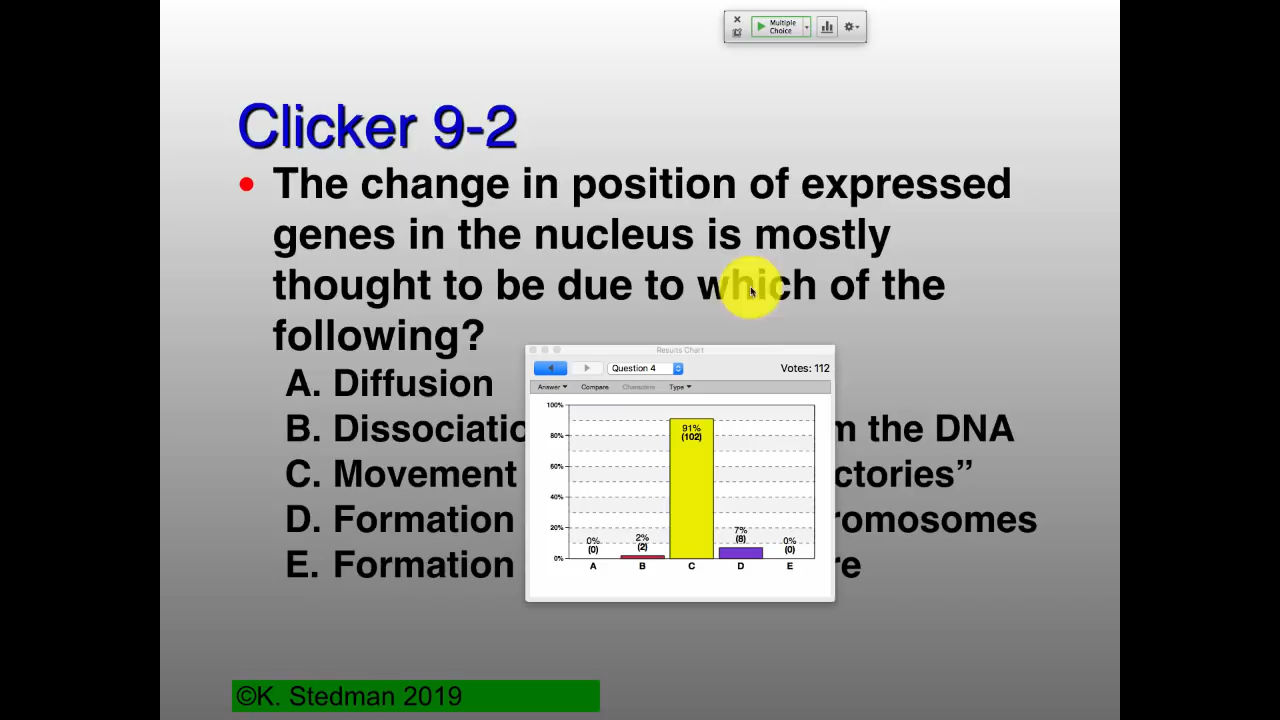 Multiple
Choice
Clicker 9-2
• The change in position of expressed
genes in the nucleus is mostly
thought to be due to which of the
following?
A. Diffusion
B. Dissociatio m the DNA
C. Movement ctories”
D. Formation romosomes
E. Formation re
Results Chart
Question 4
Votes: 112
Answer Compare Characters Type
100%
80%
60%
40%
20%
0%
0%
(0)
2%
(2)
91%
(102)
7%
(8)
0%
(0)
A B C D E
©K. Stedman 2019